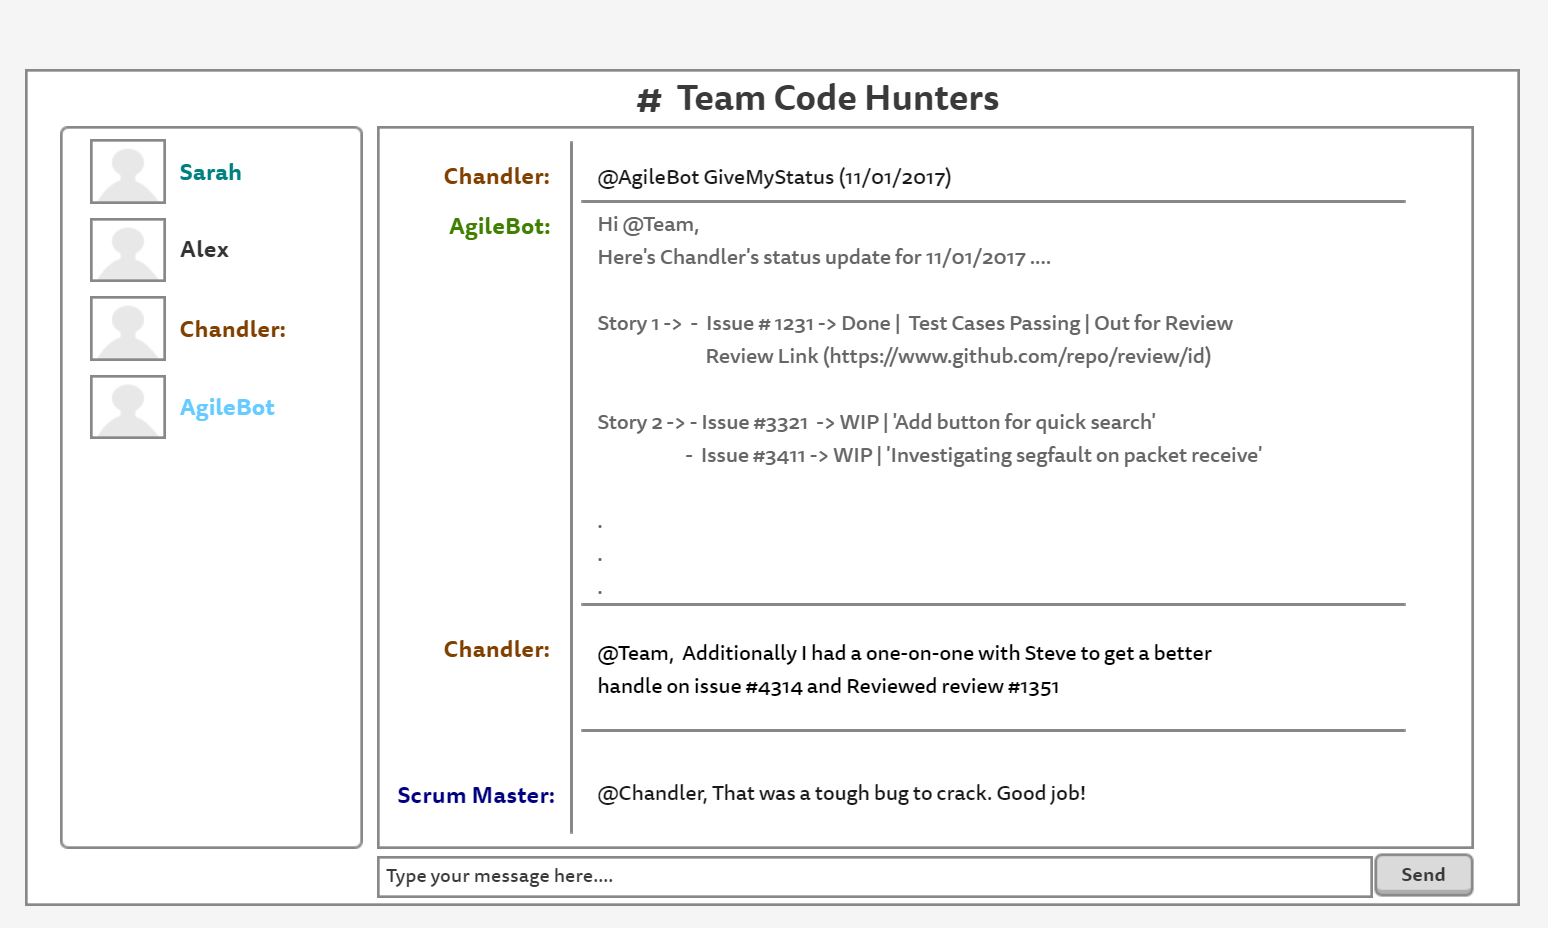 # Team Code Hunters
Sarah
Alex
Chandler:
AgileBot
Chandler: @AgileBot GiveMyStatus (11/01/2017)
AgileBot: Hi @Team,
Here's Chandler's status update for 11/01/2017 ....
Story 1 -> - Issue # 1231 -> Done | Test Cases Passing | Out for Review
Review Link (https://www.github.com/repo/review/id)
Story 2 -> - Issue #3321 -> WIP | 'Add button for quick search'
- Issue #3411 -> WIP | 'Investigating segfault on packet receive'
.
.
.
Chandler: @Team, Additionally I had a one-on-one with Steve to get a better
handle on issue #4314 and Reviewed review #1351
Scrum Master: @Chandler, That was a tough bug to crack. Good job!
Type your message here....
Send